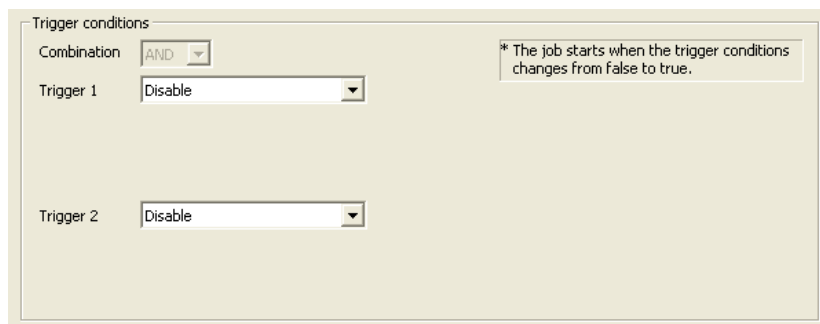 Trigger conditions
Combination AND
* The job starts when the trigger conditions
changes from false to true.
Trigger 1 Disable
Trigger 2 Disable